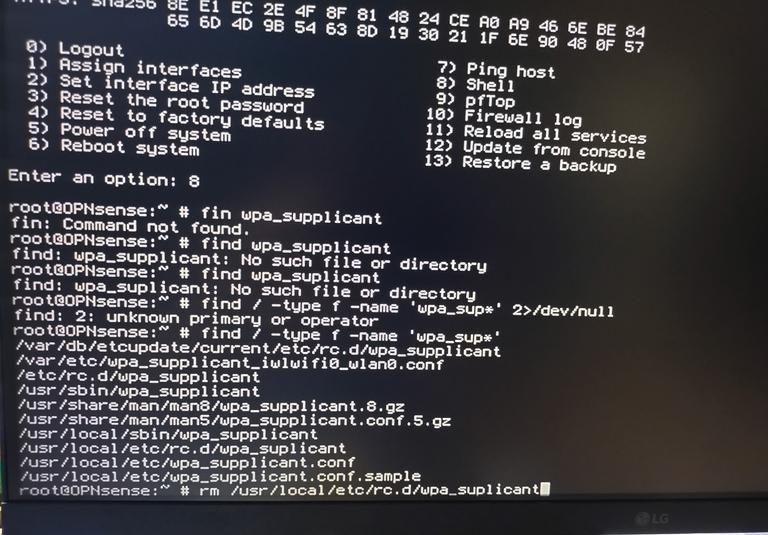 sha256 8E E1 EC 2E 4F 8F 81 48 24 CE A0 A9 46 6E BE 84
65 6D 4D 9B 54 63 8D 19 30 21 1F 6E 90 48 0F 57
0) Logout
1) Assign interfaces
2) Set interface IP address
3) Reset the root password
4) Reset to factory defaults
5) Power off system
6) Reboot system
7) Ping host
8) Shell
9) pfTop
10) Firewall log
11) Reload all services
12) Update from console
13) Restore a backup
Enter an option: 8
root@OPNsense:~ # fin wpa_supplicant
fin: Command not found.
root@OPNsense:~ # find wpa_supplicant
find: wpa_supplicant: No such file or directory
root@OPNsense:~ # find wpa_suplicant
find: wpa_suplicant: No such file or directory
root@OPNsense:~ # find / -type f -name 'wpa_sup*' 2>/dev/null
find: 2: unknown primary or operator
root@OPNsense:~ # find / -type f -name 'wpa_sup*'
/var/db/etcupdate/current/etc/rc.d/wpa_supplicant
/var/etc/wpa_supplicant_iwlwifi0_wlan0.conf
/etc/rc.d/wpa_supplicant
/usr/sbin/wpa_supplicant
/usr/share/man/man8/wpa_supplicant.8.gz
/usr/share/man/man5/wpa_supplicant.conf.5.gz
/usr/local/sbin/wpa_supplicant
/usr/local/etc/rc.d/wpa_suplicant
/usr/local/etc/wpa_supplicant.conf
/usr/local/etc/wpa_supplicant.conf.sample
root@OPNsense:~ # rm /usr/local/etc/rc.d/wpa_suplicant
LG